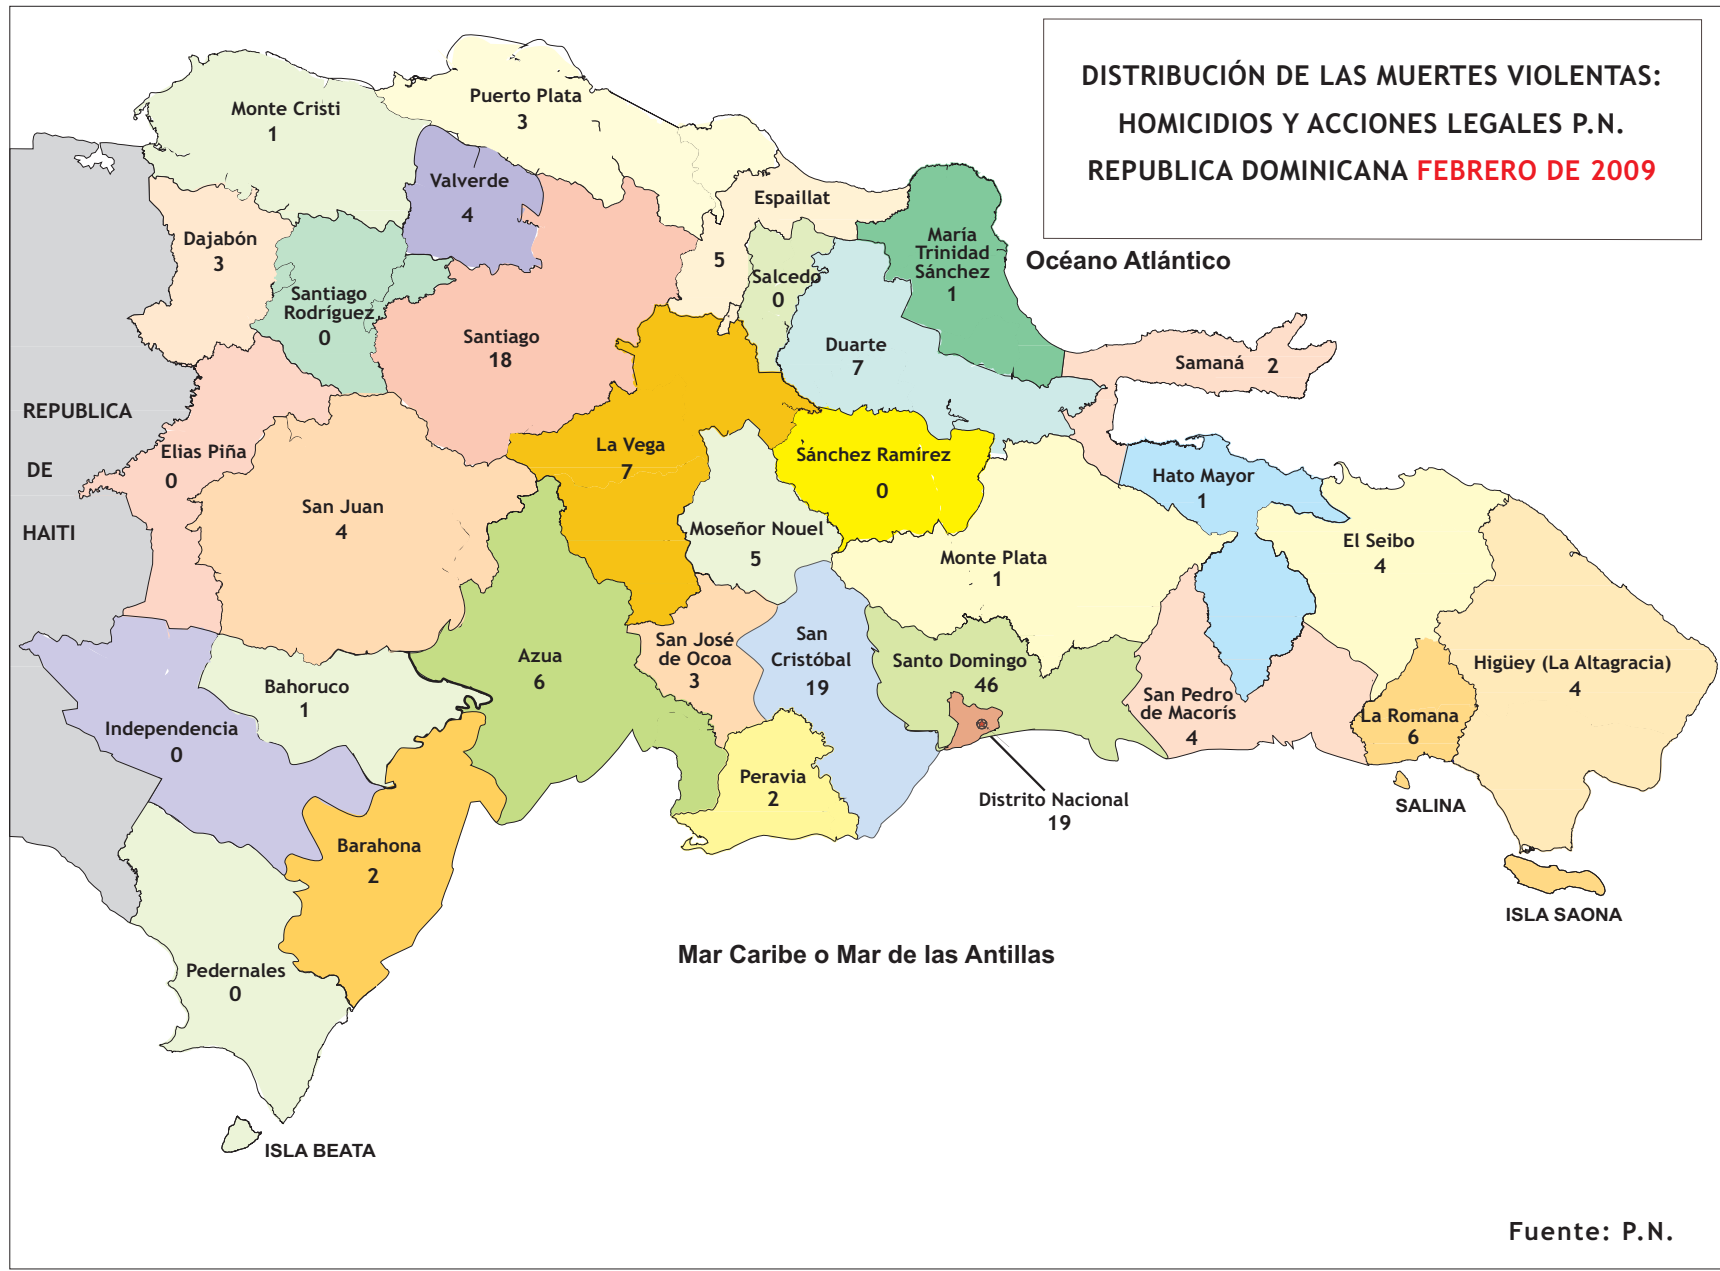 DISTRIBUCIÓN DE LAS MUERTES VIOLENTAS:
HOMICIDIOS Y ACCIONES LEGALES P.N.
REPUBLICA DOMINICANA FEBRERO DE 2009
Monte Cristi
1
Puerto Plata
3
Valverde
4
Espaillat
5
Dajabón
3
Santiago
Rodríguez
0
Salcedo
0
María
Trinidad
Sánchez
1
Océano Atlántico
Santiago
18
Duarte
7
Samaná 2
REPUBLICA
DE
HAITI
Elias Piña
0
San Juan
4
La Vega
7
Sánchez Ramírez
0
Moseñor Nouel
5
Hato Mayor
1
Monte Plata
1
El Seibo
4
Higüey (La Altagracia)
4
Azua
6
San José
de Ocoa
3
San
Cristóbal
19
Santo Domingo
46
San Pedro
de Macorís
4
La Romana
6
Bahoruco
1
Independencia
0
Peravia
2
Distrito Nacional
19
SALINA
Barahona
2
ISLA SAONA
Mar Caribe o Mar de las Antillas
Pedernales
0
ISLA BEATA
Fuente: P.N.